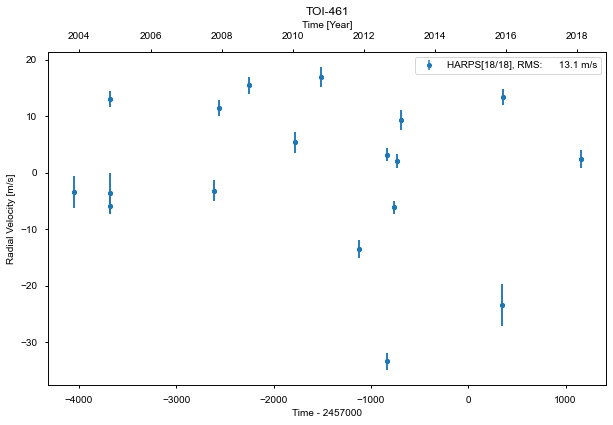 TOI-461
Time [Year]
2004 2006 2008 2010 2012 2014 2016 2018
HARPS[18/18], RMS: 13.1 m/s
20
10
0
−10
−20
−30
Radial Velocity [m/s]
−4000 −3000 −2000 −1000 0 1000
Time - 2457000